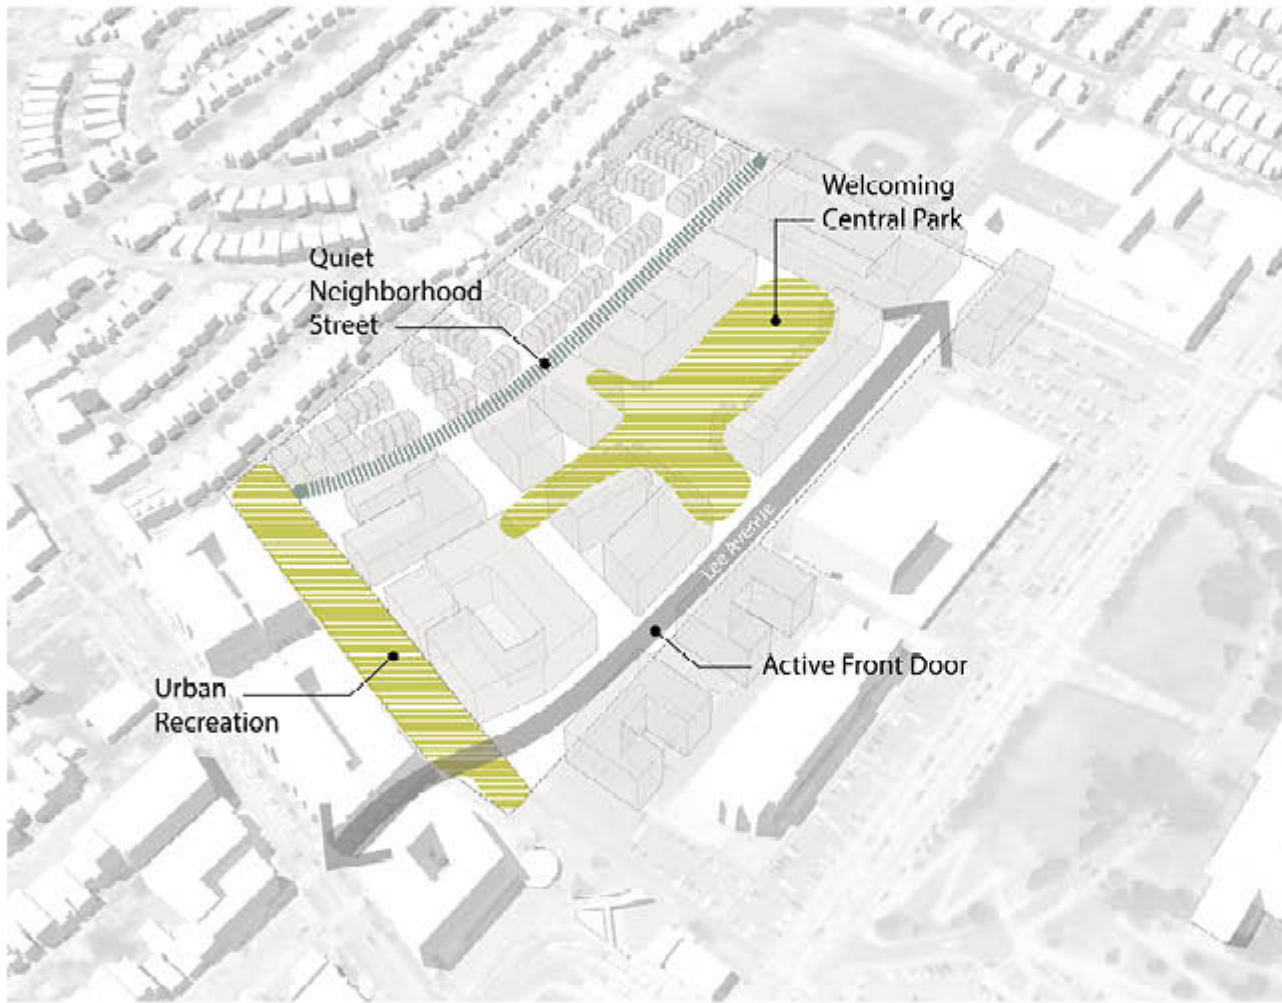 Welcoming
Central Park
Quiet
Neighborhood
Street
Lee Avenue
Active Front Door
Urban
Recreation